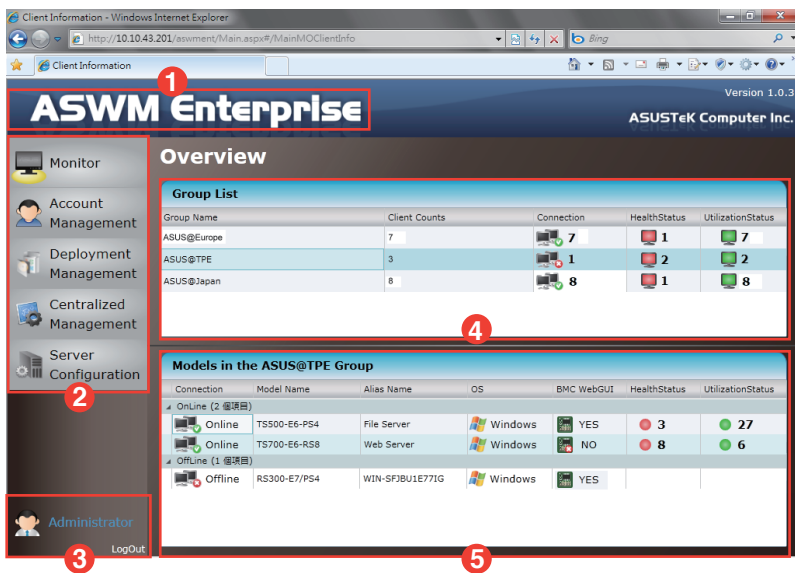 Client Information - Windows Internet Explorer
http://10.10.43.201/aswment/Main.aspx#/MainMOClientInfo
Bing
Client Information
1
ASWM Enterprise
Version 1.0.3
ASUSTeK Computer Inc.
Monitor
Account Management
Deployment Management
Centralized Management
Server Configuration
2
Administrator
LogOut
3
Overview
Group List
Group Name Client Counts Connection HealthStatus UtilizationStatus
ASUS@Europe 7 7 1 7
ASUS@TPE 3 1 2 2
ASUS@Japan 8 8 1 8
4
Models in the ASUS@TPE Group
Connection Model Name Alias Name OS BMC WebGUI HealthStatus UtilizationStatus
OnLine (2 個項目)
Online TS500-E6-PS4 File Server Windows YES 3 27
Online TS700-E6-RS8 Web Server Windows NO 8 6
OffLine (1 個項目)
Offline RS300-E7/PS4 WIN-SFJBU1E77IG Windows YES
5